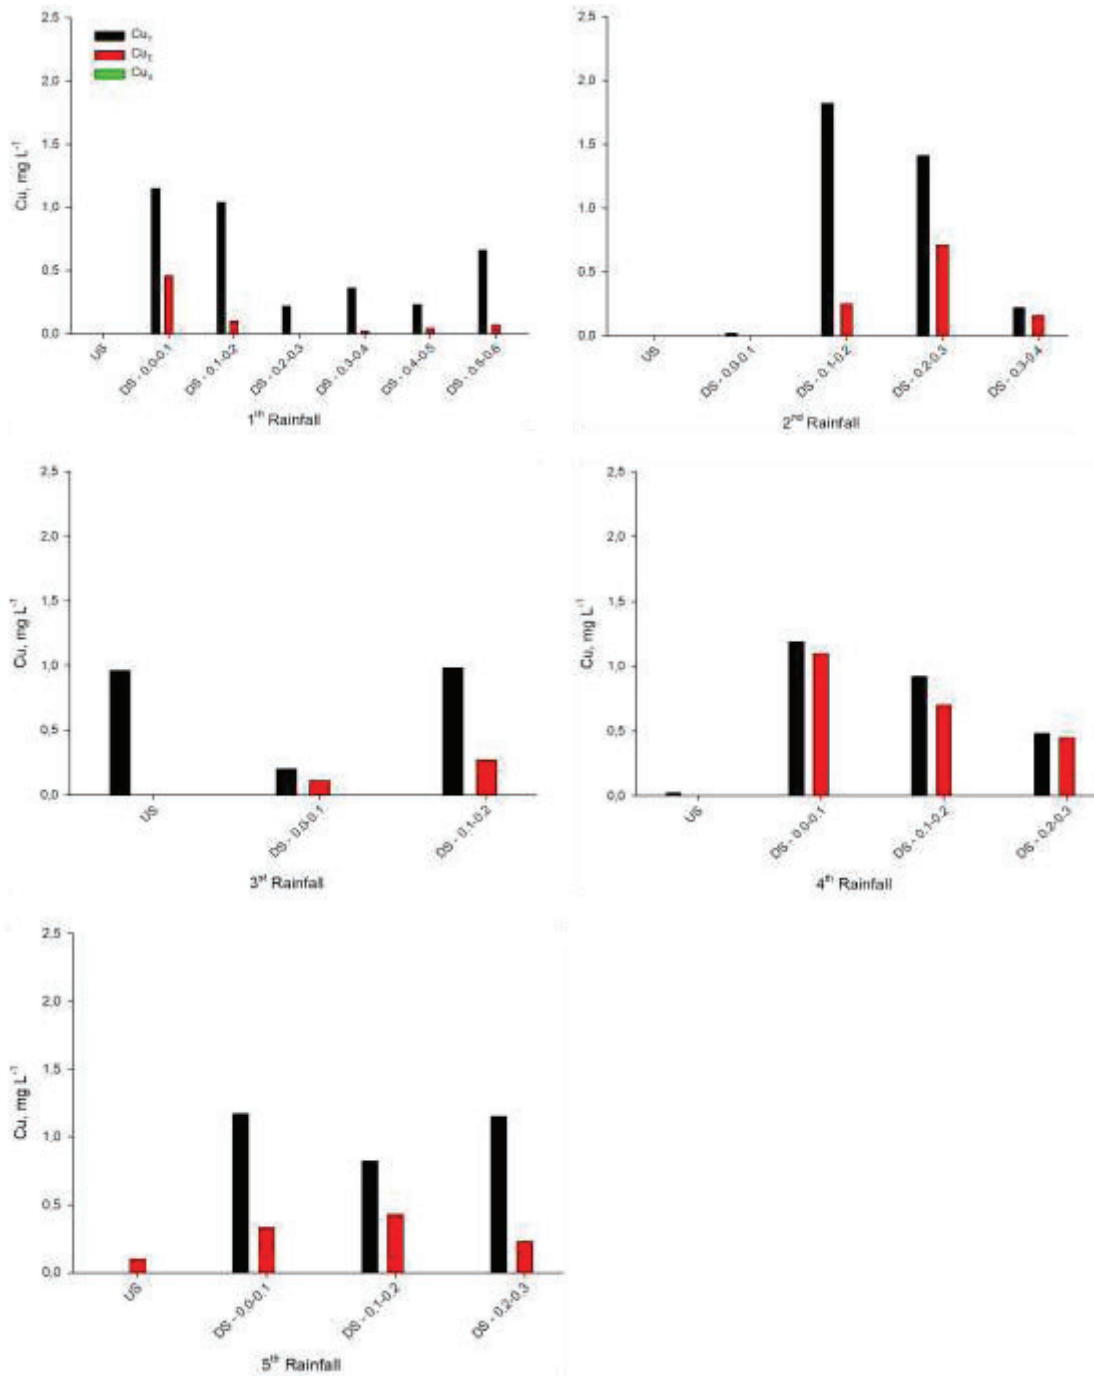 2,5
2,0
1,5
1,0
0,5
0,0
Cu, mg L⁻¹
Cu
Cu
Cu
US
DS - 0.0-0.1
DS - 0.1-0.2
DS - 0.2-0.3
DS - 0.3-0.4
DS - 0.4-0.5
DS - 0.5-0.6
1ᵗʰ Rainfall
2,5
2,0
1,5
1,0
0,5
0,0
US
DS - 0.0-0.1
DS - 0.1-0.2
DS - 0.2-0.3
DS - 0.3-0.4
2ⁿᵈ Rainfall
2,5
2,0
1,5
1,0
0,5
0,0
Cu, mg L⁻¹
US
DS - 0.0-0.1
DS - 0.1-0.2
3ˢᵗ Rainfall
2,5
2,0
1,5
1,0
0,5
0,0
Cu, mg L⁻¹
US
DS - 0.0-0.1
DS - 0.1-0.2
DS - 0.2-0.3
4ᵗʰ Rainfall
2,5
2,0
1,5
1,0
0,5
0,0
Cu, mg L⁻¹
US
DS - 0.0-0.1
DS - 0.1-0.2
DS - 0.2-0.3
5ᵗʰ Rainfall